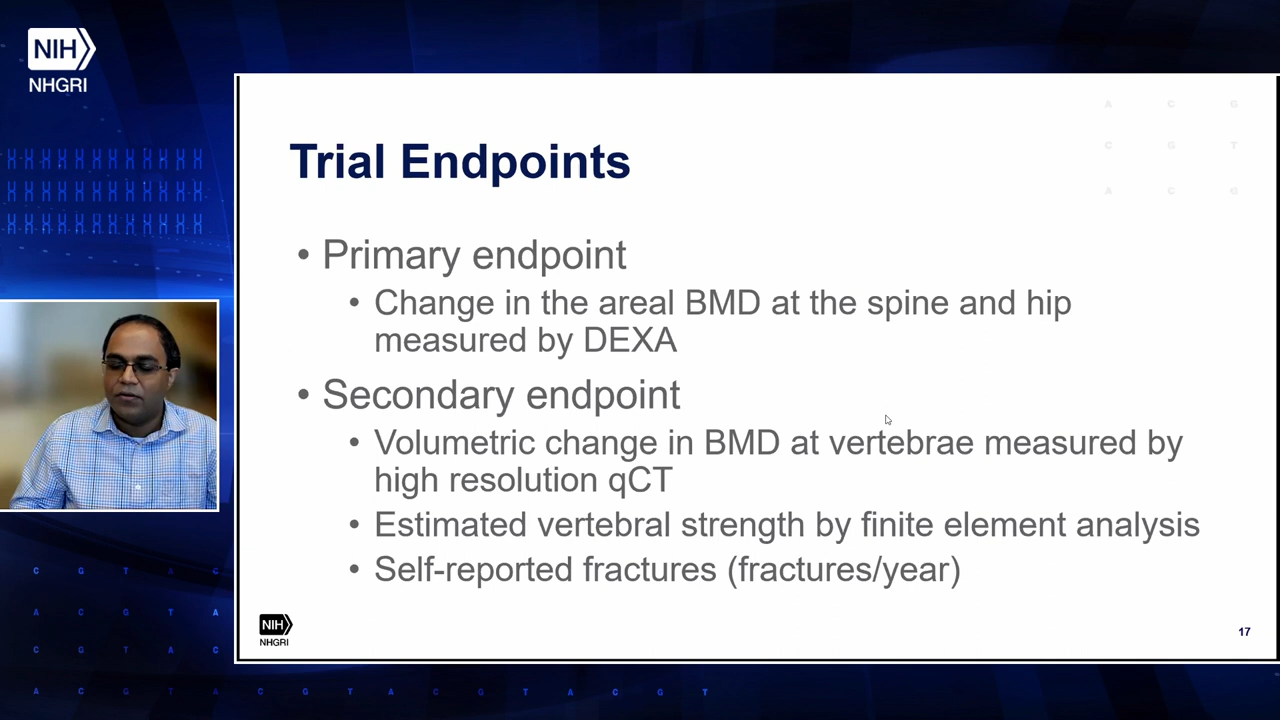 NIH
NHGRI
A C G
C G T
A C G
Trial Endpoints
• Primary endpoint
• Change in the areal BMD at the spine and hip
measured by DEXA
• Secondary endpoint
• Volumetric change in BMD at vertebrae measured by
high resolution qCT
• Estimated vertebral strength by finite element analysis
• Self-reported fractures (fractures/year)
NIH
NHGRI
17
C G T A C
A C G T A
C G T A C
A C G T A C G T A C G T A C G T